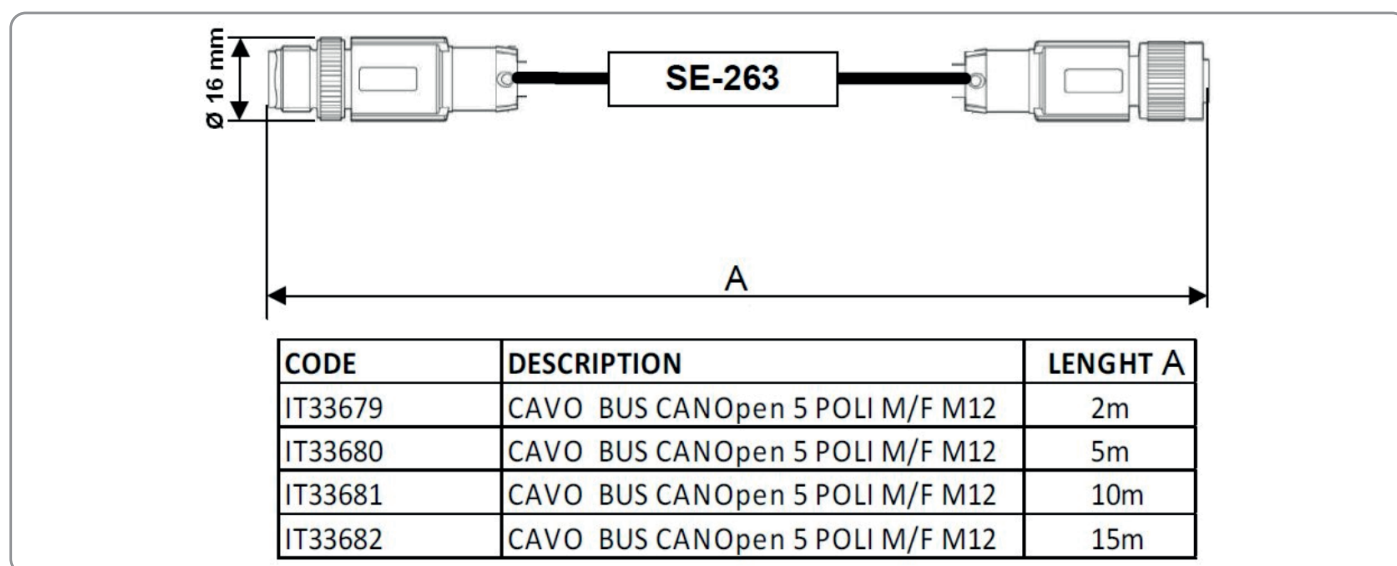 Ø 16 mm
SE-263
A
CODE DESCRIPTION LENGHT A
IT33679 CAVO BUS CANOpen 5 POLI M/F M12 2m
IT33680 CAVO BUS CANOpen 5 POLI M/F M12 5m
IT33681 CAVO BUS CANOpen 5 POLI M/F M12 10m
IT33682 CAVO BUS CANOpen 5 POLI M/F M12 15m